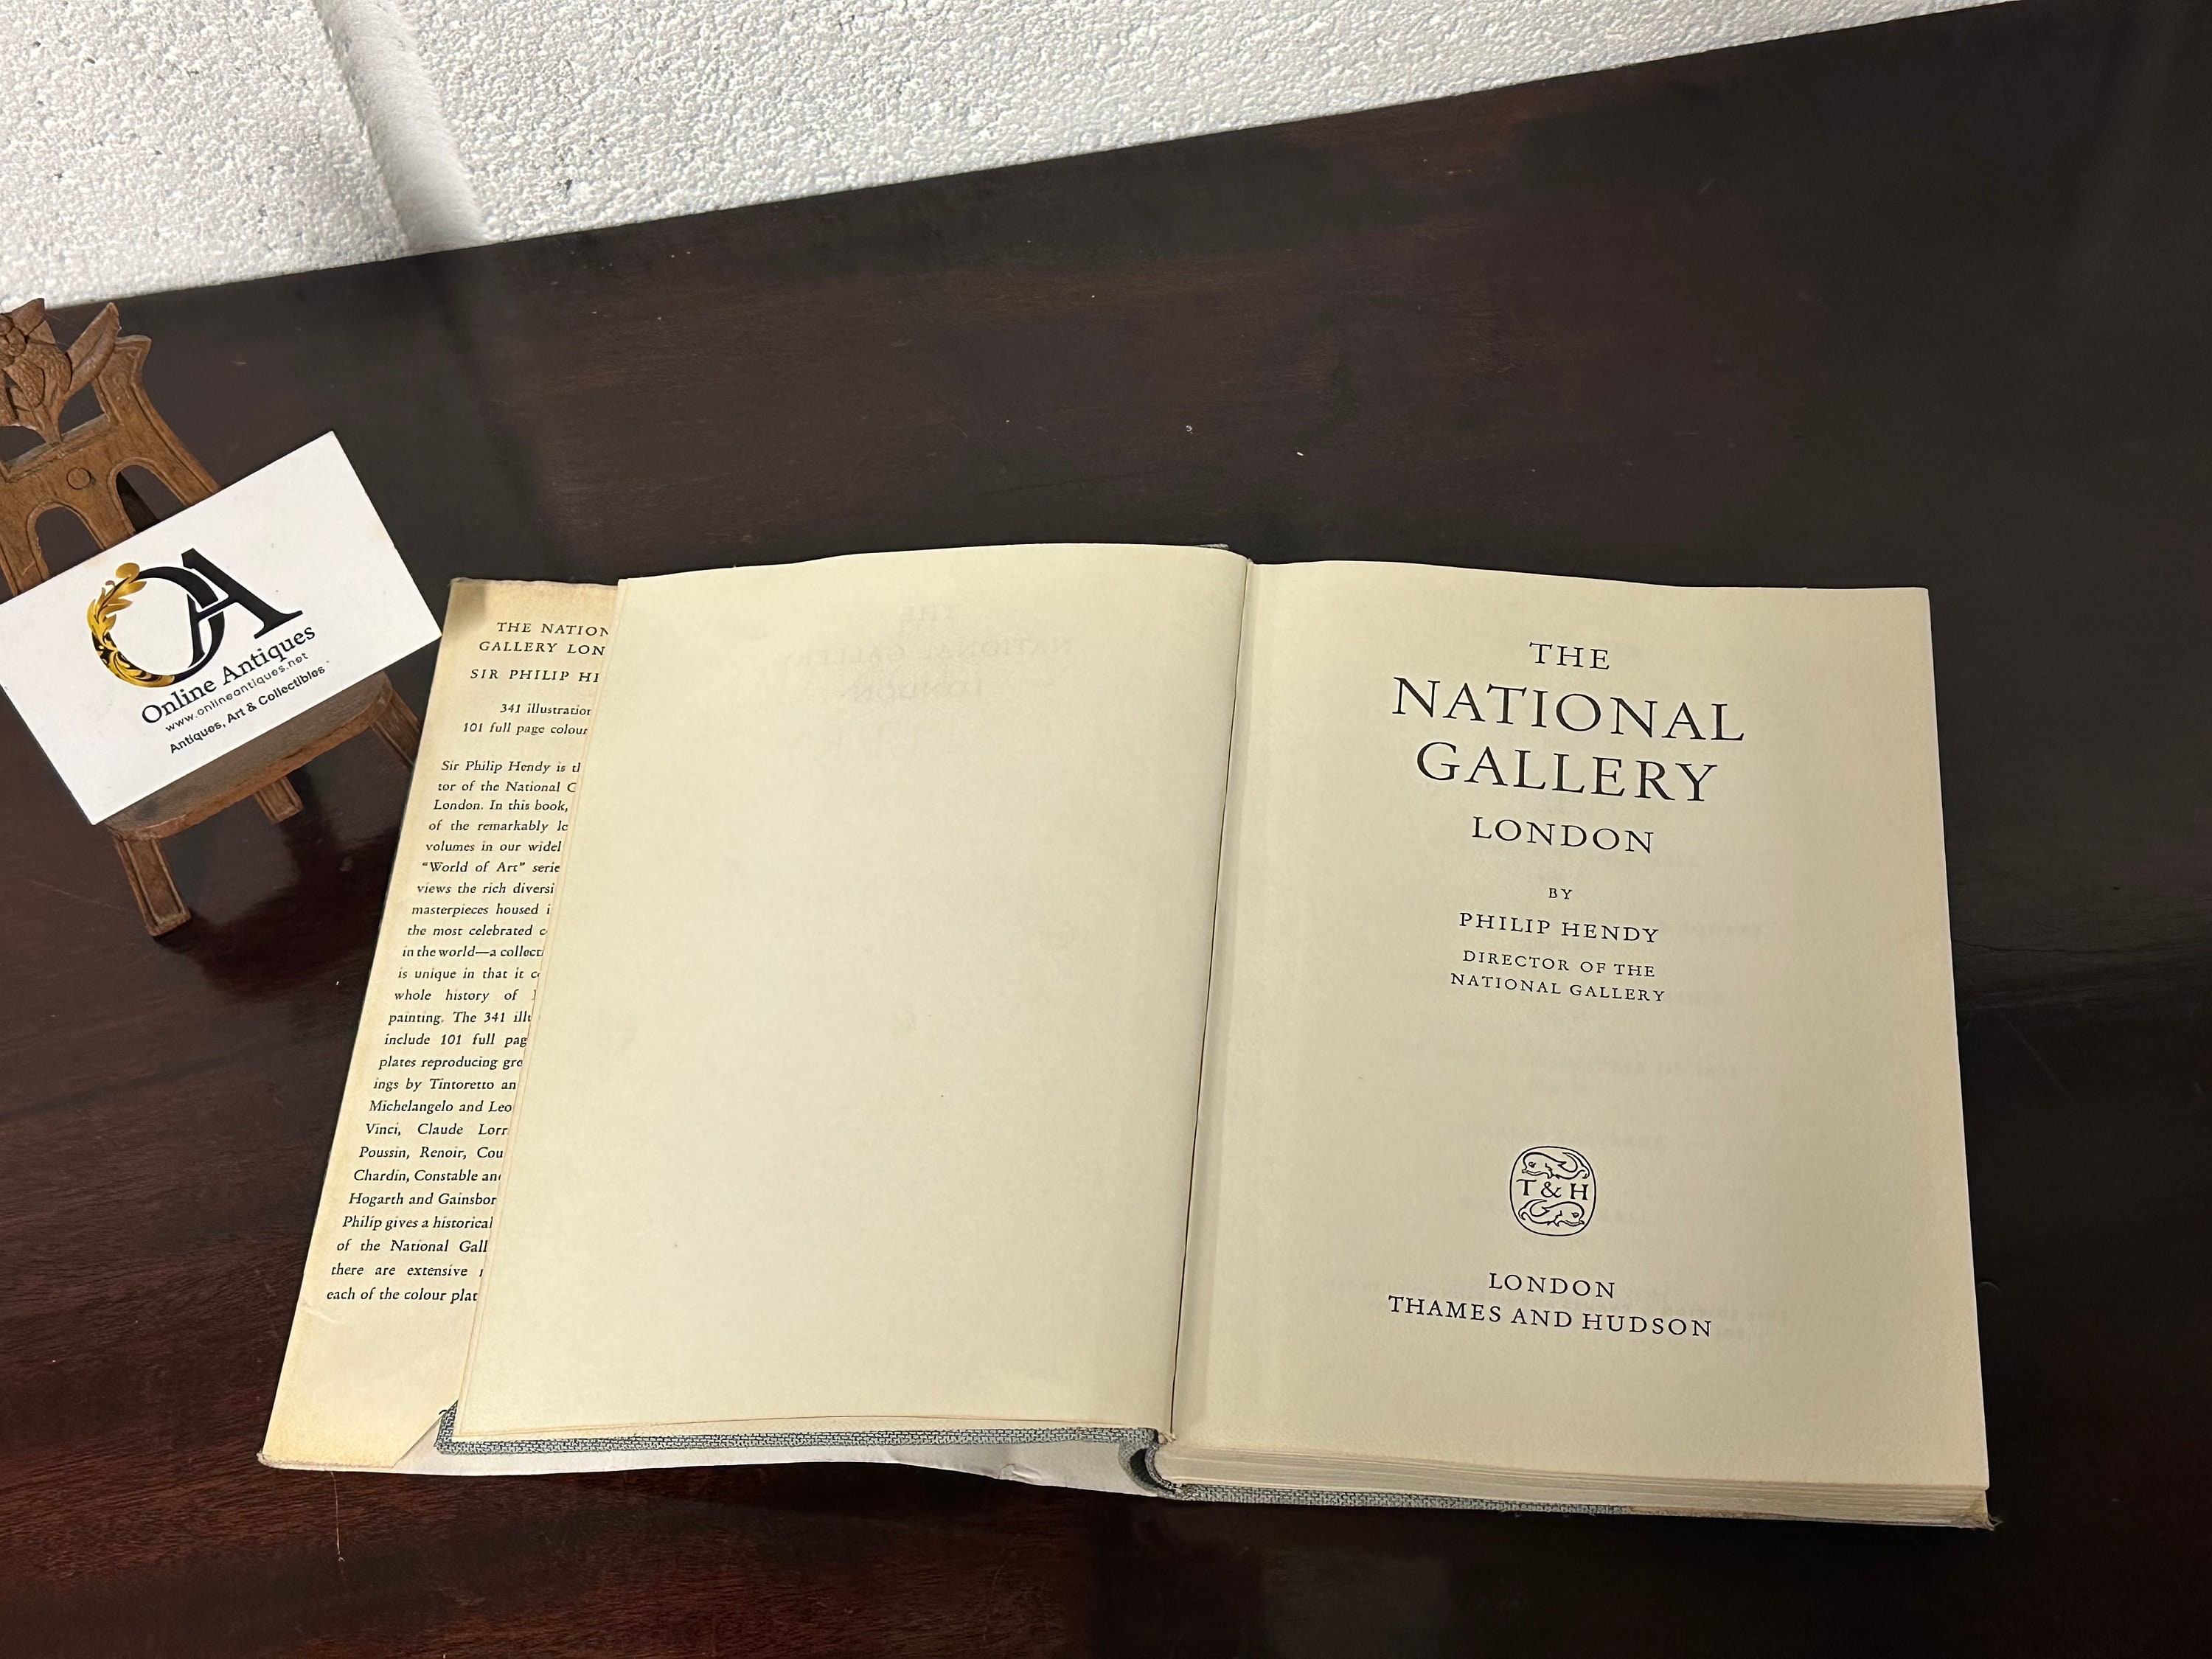 OA
Online Antiques
www.onlineantiques.net
Antiques, Art & Collectibles
THE NATION
GALLERY LON
SIR PHILIP
341 illustration
101 full page colour
Sir Philip Hendy is
tor of the National
London. In this book,
of the remarkably
volumes in our widel
"World of Art" serie
views the rich diversi
masterpieces housed
the most celebrated
in the world—a collect
is unique in that it
whole history of
painting. The 341
include 101 full pag
plates reproducing
ings by Tintoretto an
Michelangelo and Leo
Vinci, Claude Lorr
Poussin, Renoir, Cou
Chardin, Constable an
Hogarth and Gainsbor
Philip gives a historical
of the National Gall
there are extensive
each of the colour plat
THE
NATIONAL
GALLERY
LONDON
BY
PHILIP HENDY
DIRECTOR OF THE
NATIONAL GALLERY
T & H
LONDON
THAMES AND HUDSON